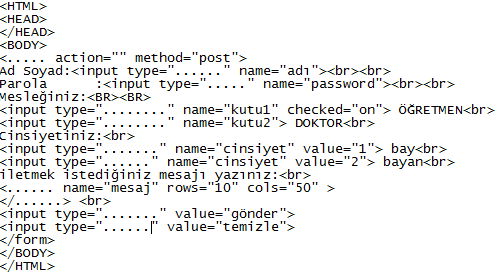 <HTML>
<HEAD>
</HEAD>
<BODY>
<..... action="" method="post">
Ad Soyad:<input type="......" name="adı"><br><br>
Parola      :<input type="....." name="password"><br><br>
Mesleğiniz:<BR><BR>
<input type="........" name="kutu1" checked="on"> ÖĞRETMEN<br>
<input type="........" name="kutu2"> DOKTOR<br>
Cinsiyetiniz:<br>
<input type="......." name="cinsiyet" value="1"> bay<br>
<input type="......" name="cinsiyet" value="2"> bayan<br>
iletmek istediğiniz mesajı yazınız:<br>
<...... name="mesaj" rows="10" cols="50" >
</......> <br>
<input type="......." value="gönder">
<input type="......" value="temizle">
</form>
</BODY>
</HTML>